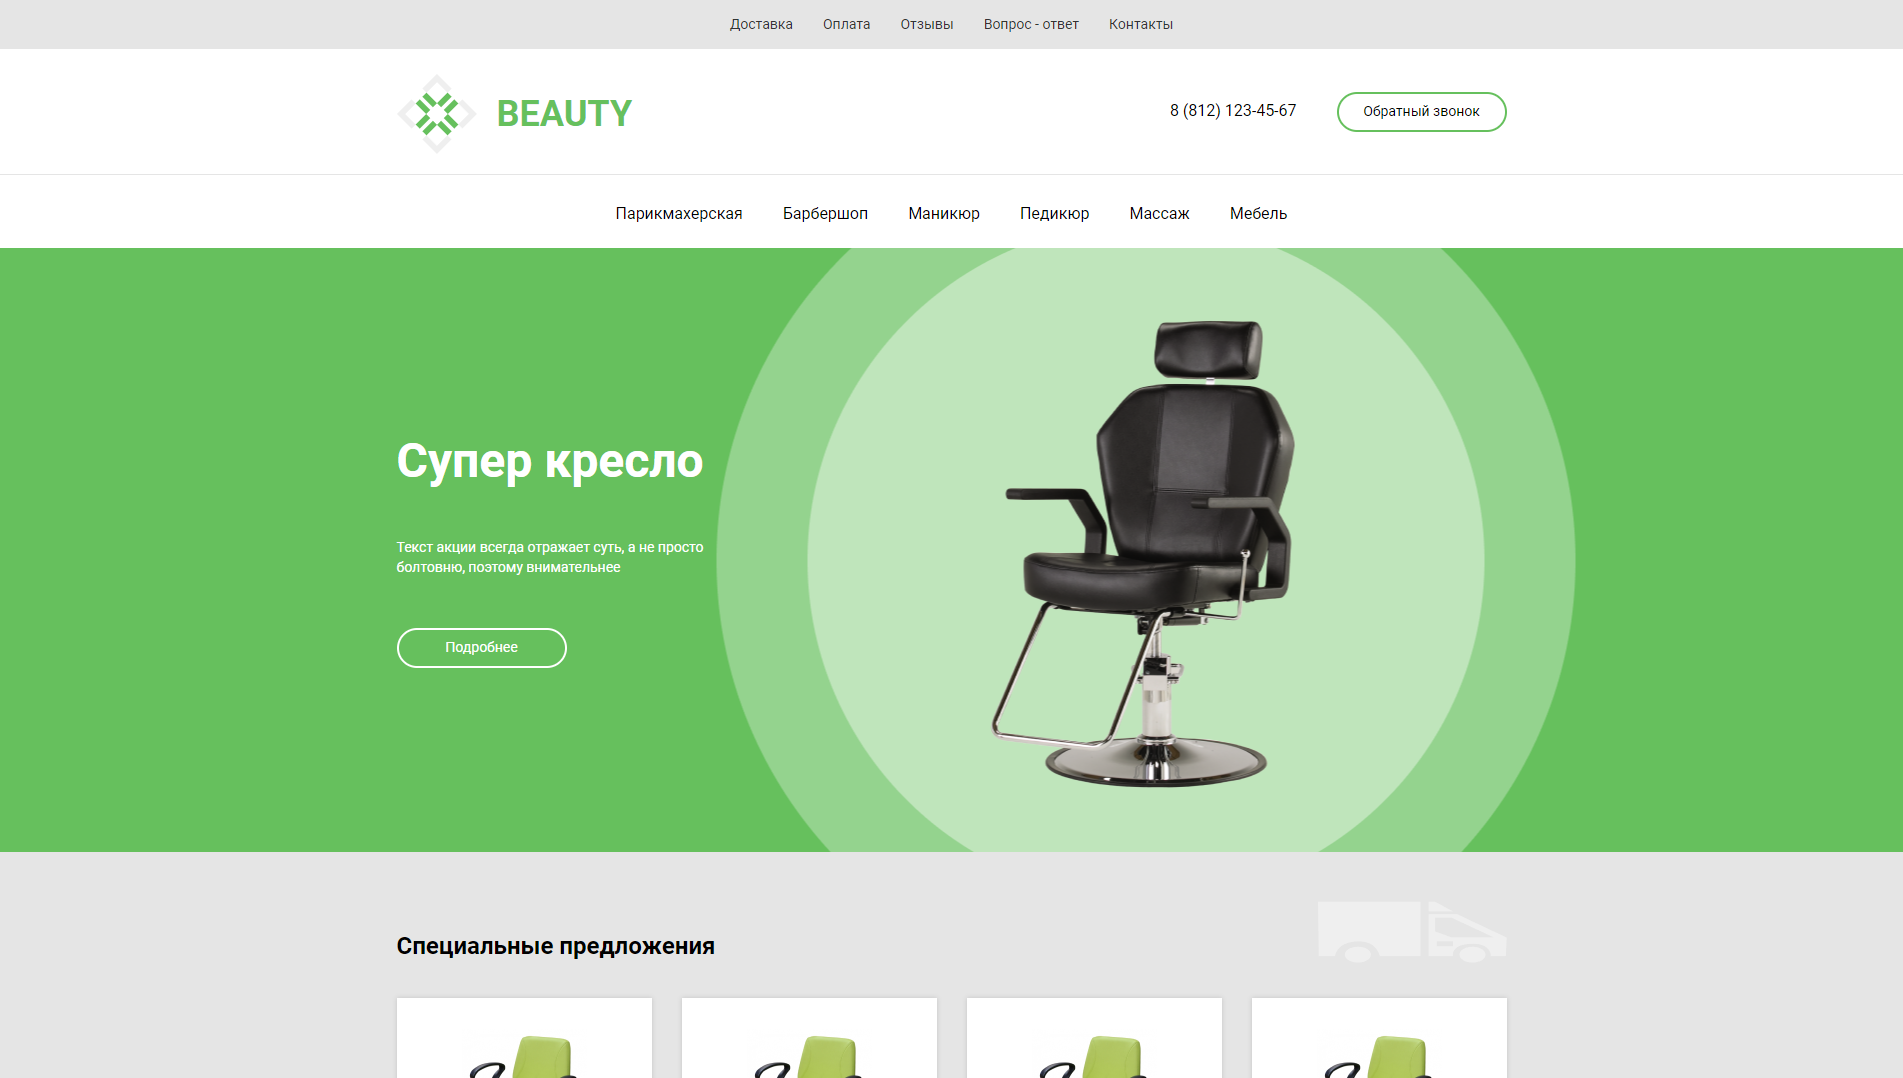 Доставка Оплата Отзывы Вопрос - ответ Контакты
BEAUTY
8 (812) 123-45-67
Обратный звонок
Парикмахерская Барбершоп Маникюр Педикюр Массаж Мебель
Супер кресло
Текст акции всегда отражает суть, а не просто
болтовню, поэтому внимательнее
Подробнее
Специальные предложения